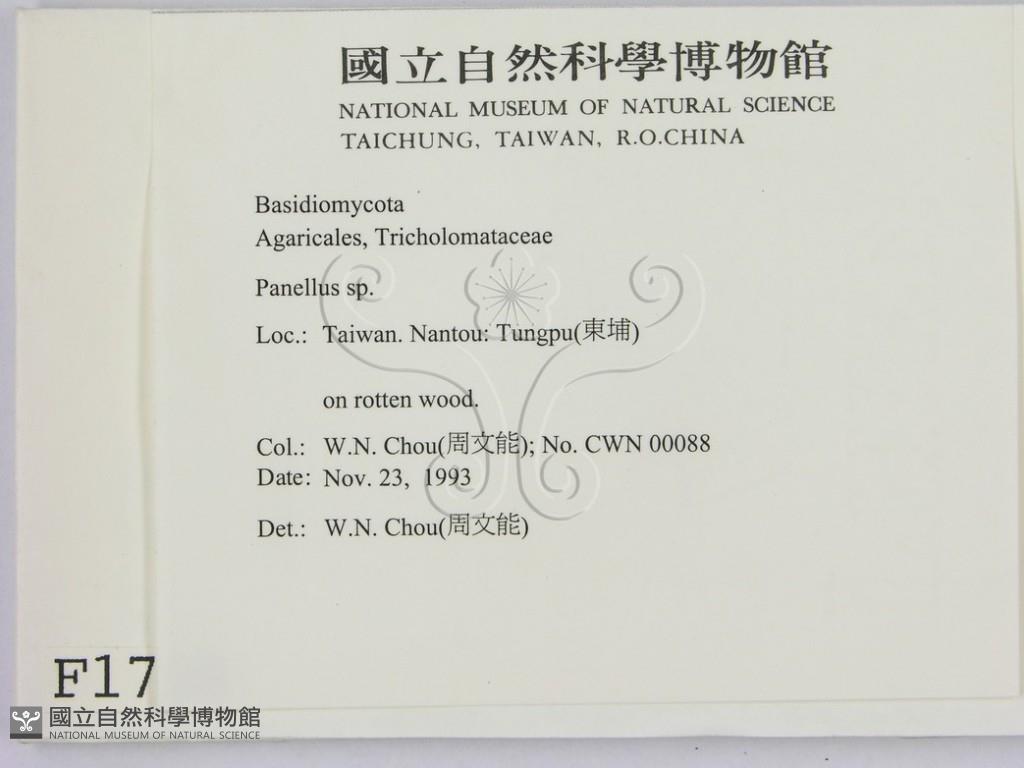 國立自然科學博物館
NATIONAL MUSEUM OF NATURAL SCIENCE
TAICHUNG, TAIWAN, R.O.CHINA
Basidiomycota
Agaricales, Tricholomataceae
Panellus sp.
Loc.: Taiwan. Nantou: Tungpu(東埔)
on rotten wood.
Col.: W.N. Chou(周文能); No. CWN 00088
Date: Nov. 23, 1993
Det.: W.N. Chou(周文能)
F17
國立自然科學博物館
NATIONAL MUSEUM OF NATURAL SCIENCE